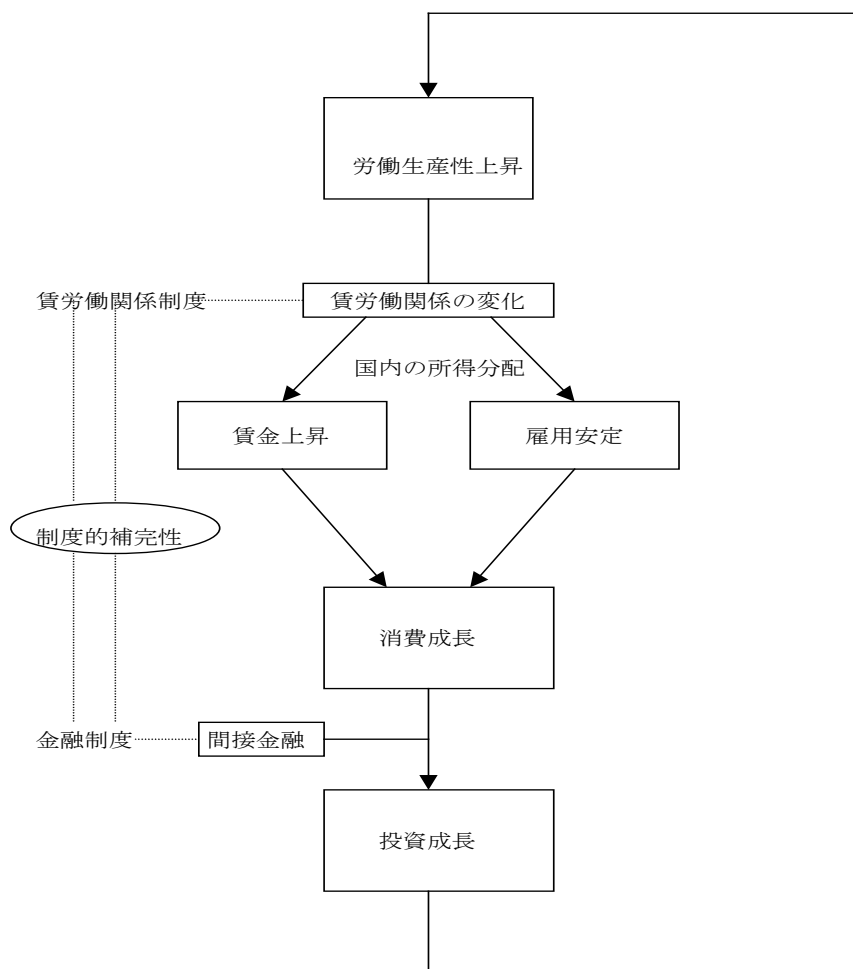 労働生産性上昇
賃労働関係制度
賃労働関係の変化
国内の所得分配
賃金上昇
雇用安定
制度的補完性
消費成長
金融制度
間接金融
投資成長